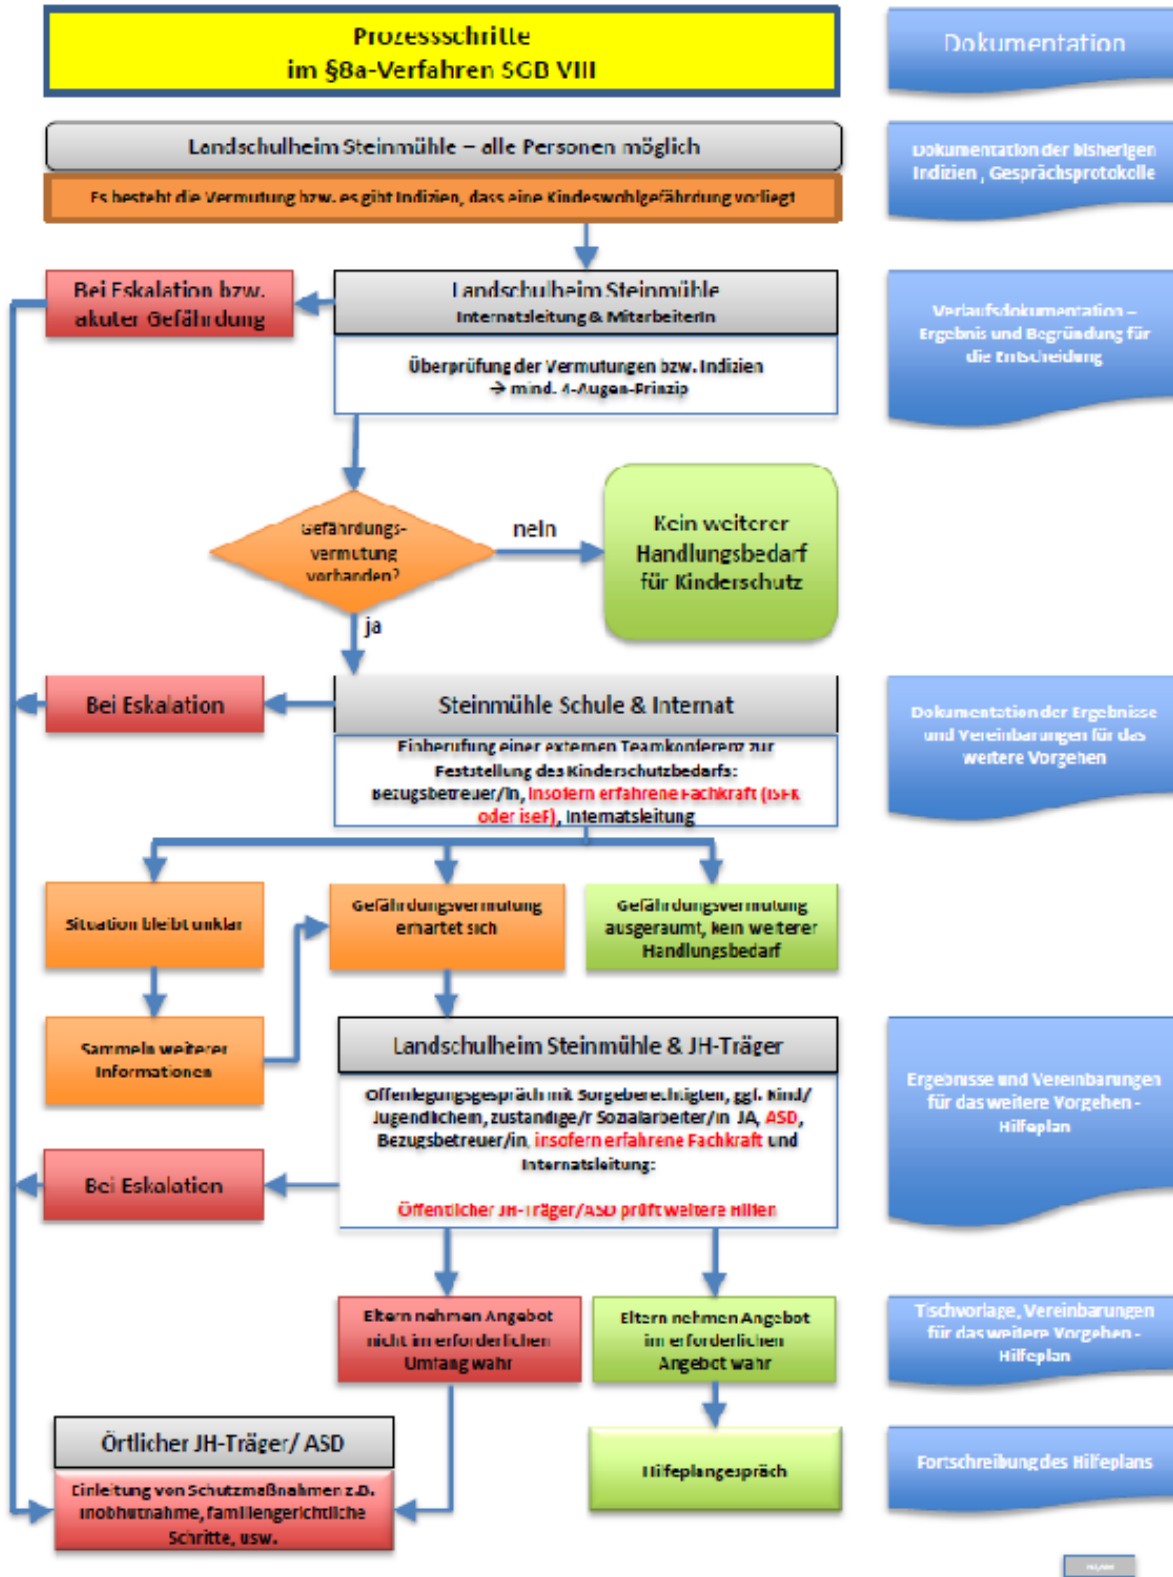 Prozessschritte
im §8a-Verfahren SGB VIII
Dokumentation
Landschulheim Steinmühle – alle Personen möglich
Es besteht die Vermutung bzw. es gibt Indizien, dass eine Kindeswohlgefährdung vorliegt
Dokumentation der bisherigen
Indizien , Gesprächsprotokolle
Bei Eskalation bzw.
akuter Gefährdung
Landschulheim Steinmühle
Internatsleitung & MitarbeiterIn
Überprüfung der Vermutungen bzw. Indizien
→ mind. 4-Augen-Prinzip
Verlaufsdokumentation –
Ergebnis und Begründung für
die Entscheidung
Gefährdungs-
vermutung
vorhanden?
nein
Kein weiterer
Handlungsbedarf
für Kinderschutz
ja
Bei Eskalation
Steinmühle Schule & Internat
Einberufung einer externen Teamkonferenz zur
Feststellung des Kinderschutzbedarfs:
Bezugsbetreuer/in, insofern erfahrene Fachkraft (ISFK
oder iseF), Internatsleitung
Dokumentation der Ergebnisse
und Vereinbarungen für das
weitere Vorgehen
Situation bleibt unklar
Gefährdungsvermutung
erhärtet sich
Gefährdungsvermutung
ausgeräumt, kein weiterer
Handlungsbedarf
Sammeln weiterer
Informationen
Landschulheim Steinmühle & JH-Träger
Offenlegungsgespräch mit Sorgeberechtigten, ggf. Kind/
Jugendlichem, zuständige/r Sozialarbeiter/in JA, ASD,
Bezugsbetreuer/in, insofern erfahrene Fachkraft und
Internatsleitung:
Öffentlicher JH-Träger/ASD prüft weitere Hilfen
Ergebnisse und Vereinbarungen
für das weitere Vorgehen -
Hilfeplan
Bei Eskalation
Eltern nehmen Angebot
nicht im erforderlichen
Umfang wahr
Eltern nehmen Angebot
im erforderlichen
Angebot wahr
Tischvorlage, Vereinbarungen
für das weitere Vorgehen -
Hilfeplan
Örtlicher JH-Träger/ ASD
Einleitung von Schutzmaßnahmen z.B.
Inobhutnahme, familiengerichtliche
Schritte, usw.
Hilfeplangespräch
Fortschreibung des Hilfeplans